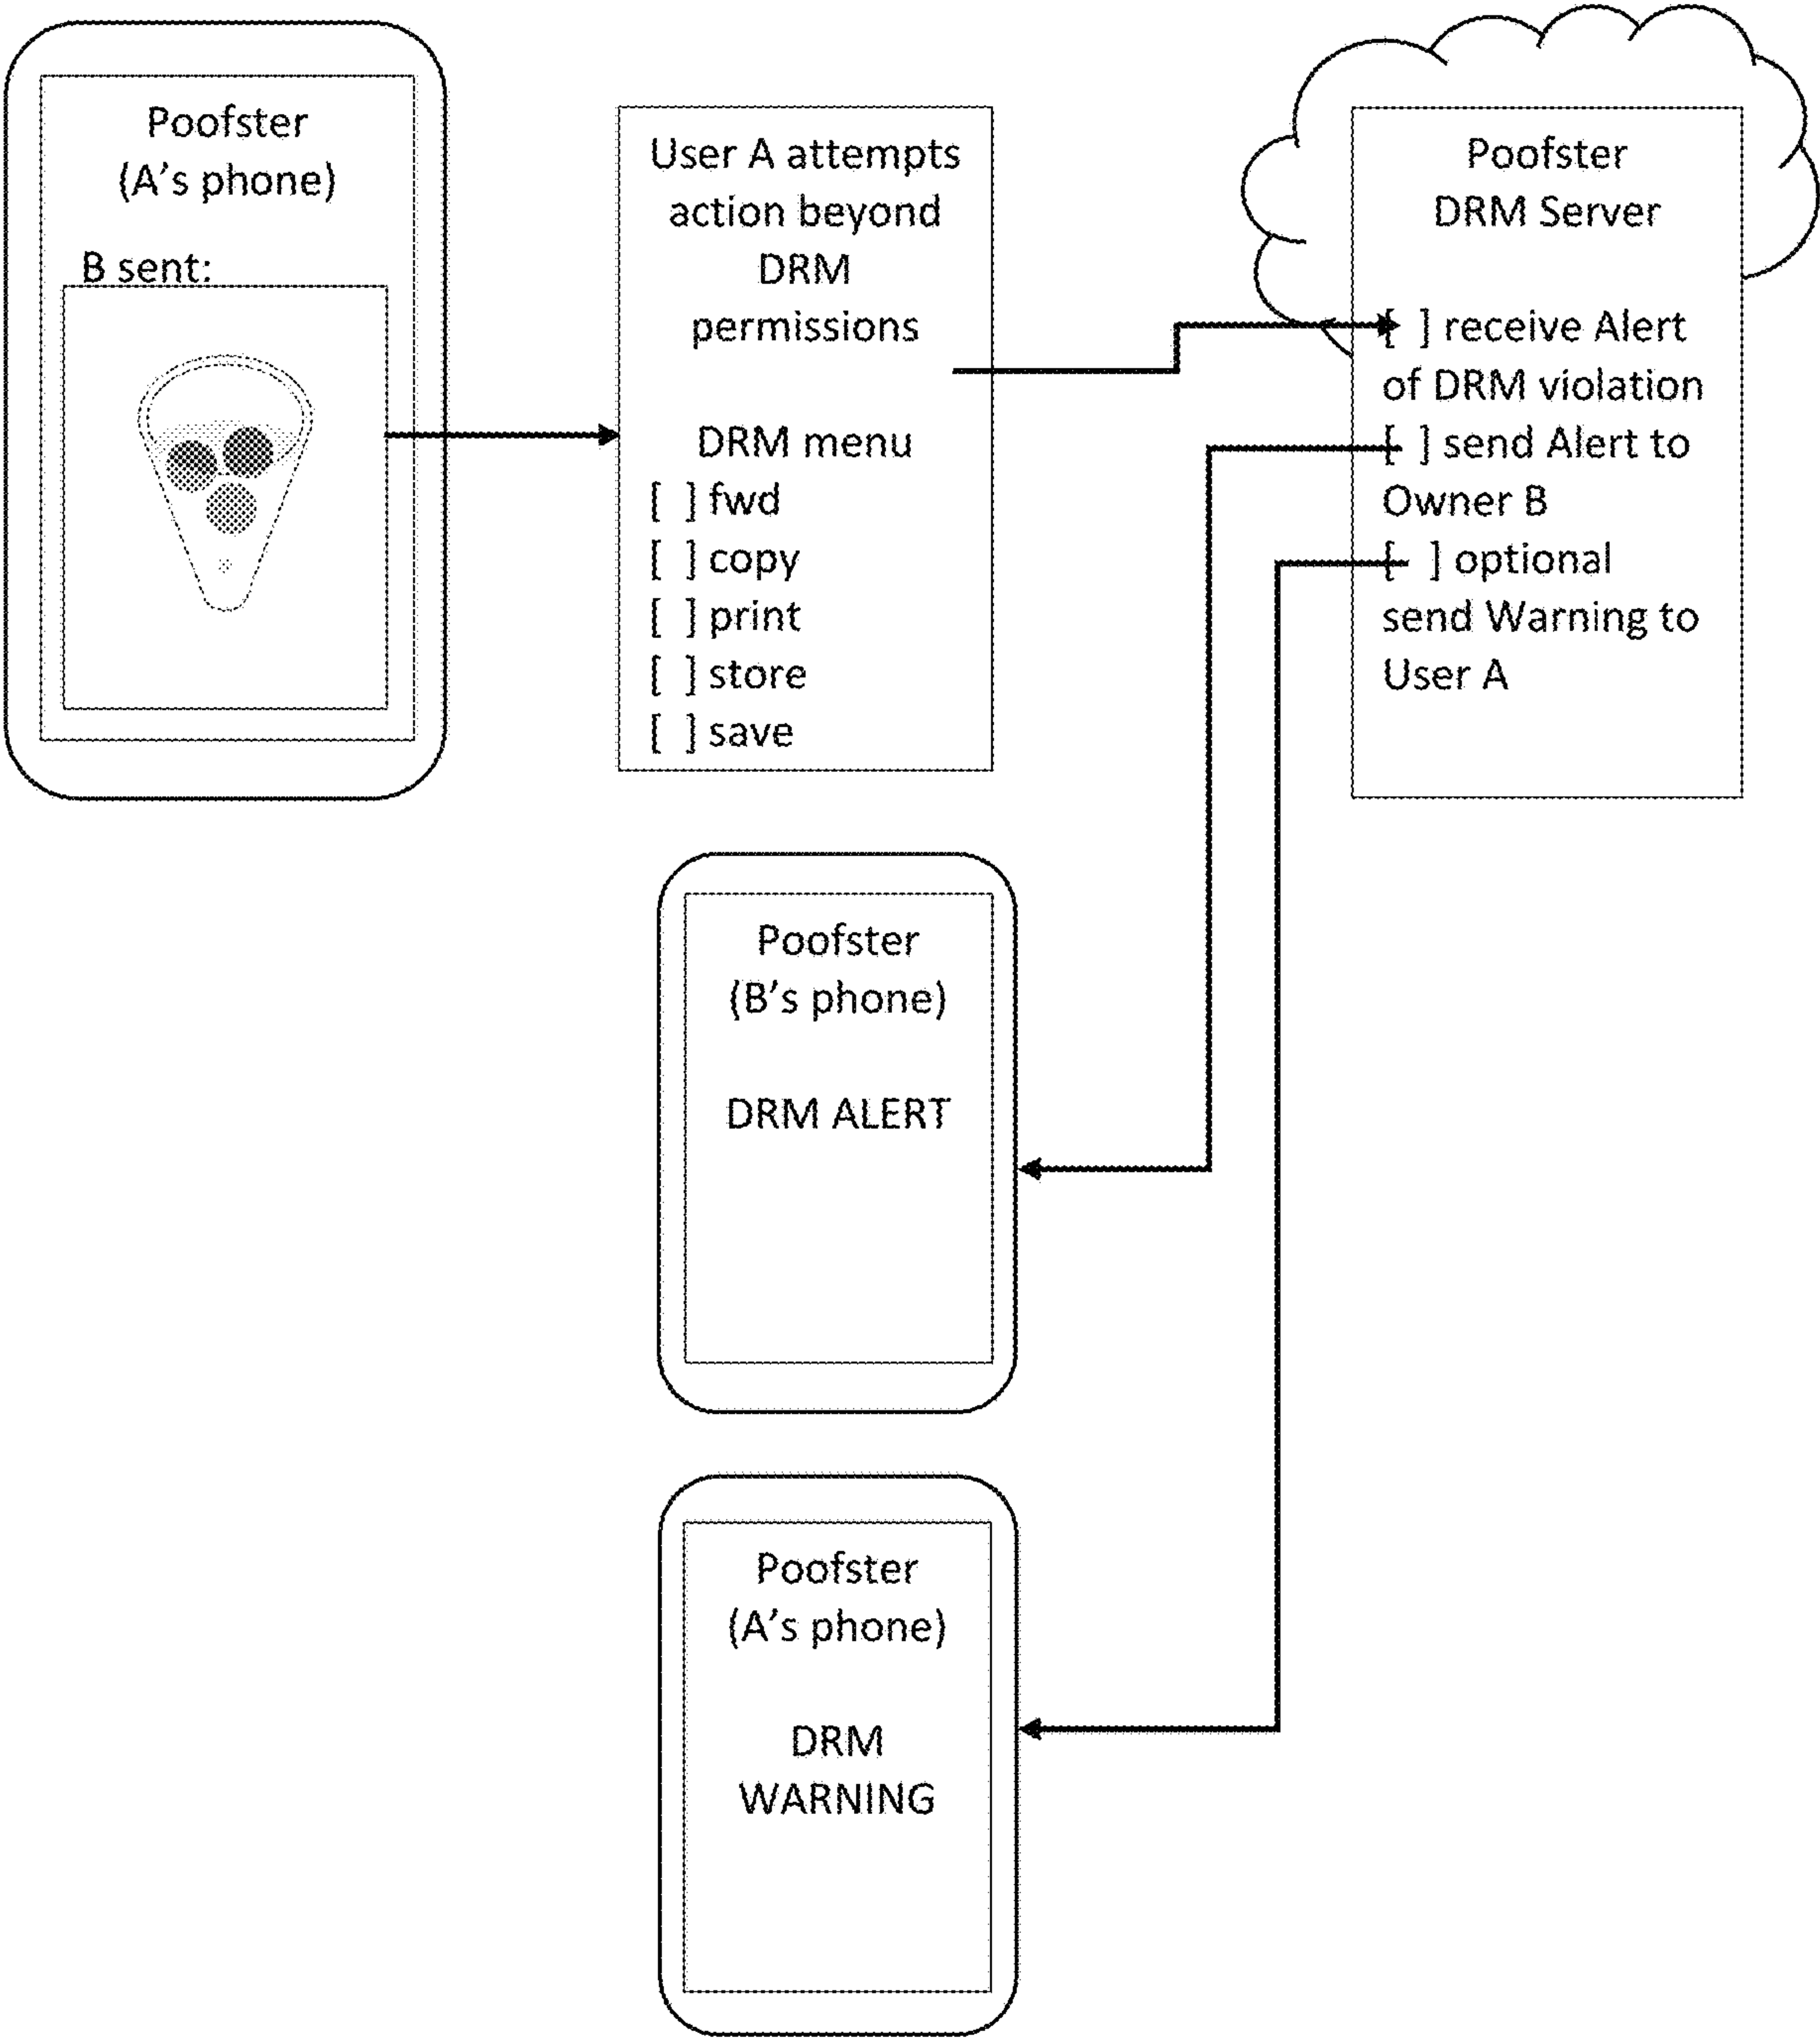 Poofster
(A's phone)
B sent:
User A attempts
action beyond
DRM
permissions
DRM menu
[ ] fwd
[ ] copy
[ ] print
[ ] store
[ ] save
Poofster
DRM Server
[ ] receive Alert
of DRM violation
[ ] send Alert to
Owner B
[ ] optional
send Warning to
User A
Poofster
(B's phone)
DRM ALERT
Poofster
(A's phone)
DRM
WARNING